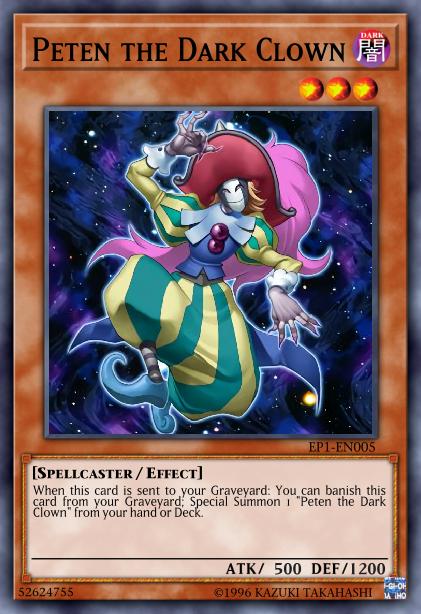 Peten the Dark Clown
DARK
闇
EP1-EN005
[Spellcaster / Effect]
When this card is sent to your Graveyard: You can banish this
card from your Graveyard; Special Summon 1 "Peten the Dark
Clown" from your hand or Deck.
ATK/ 500 DEF/1200
52624755
©1996 KAZUKI TAKAHASHI